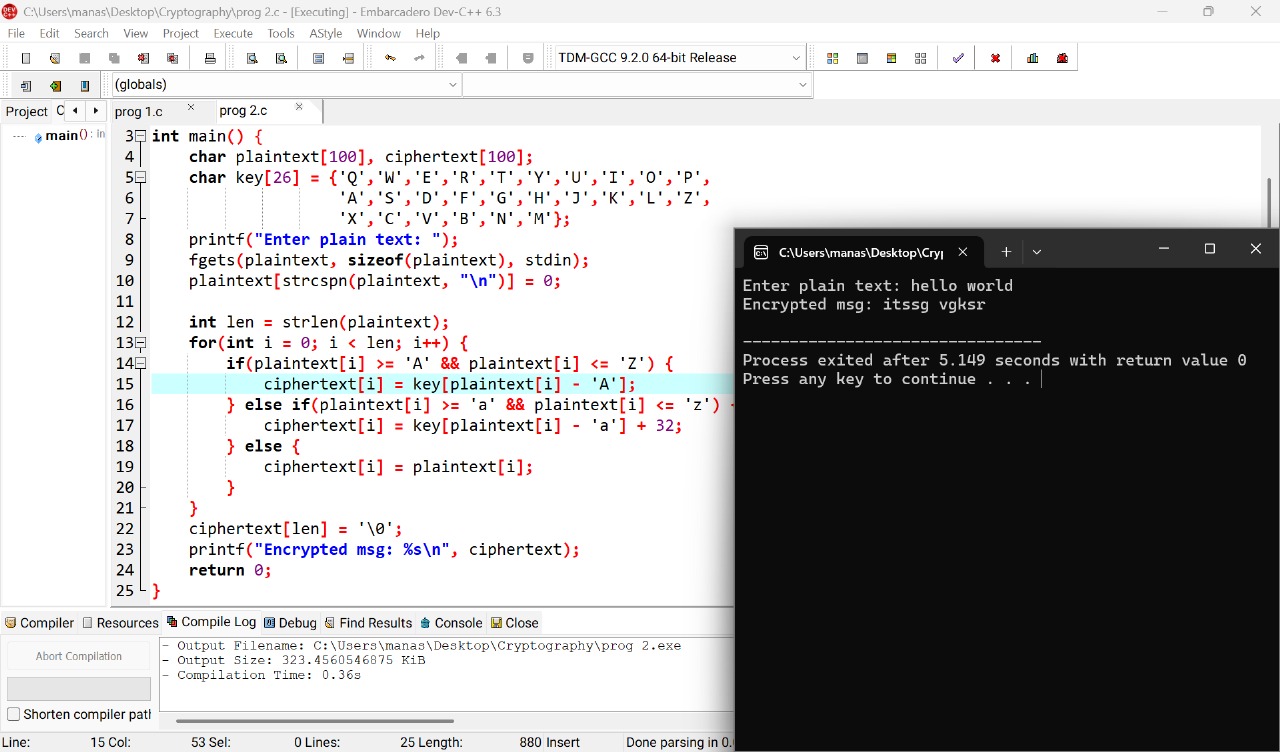 C:\Users\manas\Desktop\Cryptography\prog 2.c - [Executing] - Embarcadero Dev-C++ 6.3
File Edit Search View Project Execute Tools AStyle Window Help
TDM-GCC 9.2.0 64-bit Release
(globals)
Project C prog 1.c prog 2.c
main() : in
3 int main() {
4 char plaintext[100], ciphertext[100];
5 char key[26] = {'Q','W','E','R','T','Y','U','I','O','P',
6 'A','S','D','F','G','H','J','K','L','Z',
7 'X','C','V','B','N','M'};
8 printf("Enter plain text: ");
9 fgets(plaintext, sizeof(plaintext), stdin);
10 plaintext[strcspn(plaintext, "\n")] = 0;
11
12 int len = strlen(plaintext);
13 for(int i = 0; i < len; i++) {
14 if(plaintext[i] >= 'A' && plaintext[i] <= 'Z') {
15 ciphertext[i] = key[plaintext[i] - 'A'];
16 } else if(plaintext[i] >= 'a' && plaintext[i] <= 'z')
17 ciphertext[i] = key[plaintext[i] - 'a'] + 32;
18 } else {
19 ciphertext[i] = plaintext[i];
20 }
21 }
22 ciphertext[len] = '\0';
23 printf("Encrypted msg: %s\n", ciphertext);
24 return 0;
25 }
C:\Users\manas\Desktop\Cry
Enter plain text: hello world
Encrypted msg: itssg vgksr
--------------------------------
Process exited after 5.149 seconds with return value 0
Press any key to continue . . .
Compiler Resources Compile Log Debug Find Results Console Close
Abort Compilation
Shorten compiler path
- Output Filename: C:\Users\manas\Desktop\Cryptography\prog 2.exe
- Output Size: 323.4560546875 KiB
- Compilation Time: 0.36s
Line: 15 Col: 53 Sel: 0 Lines: 25 Length: 880 Insert Done parsing in 0.